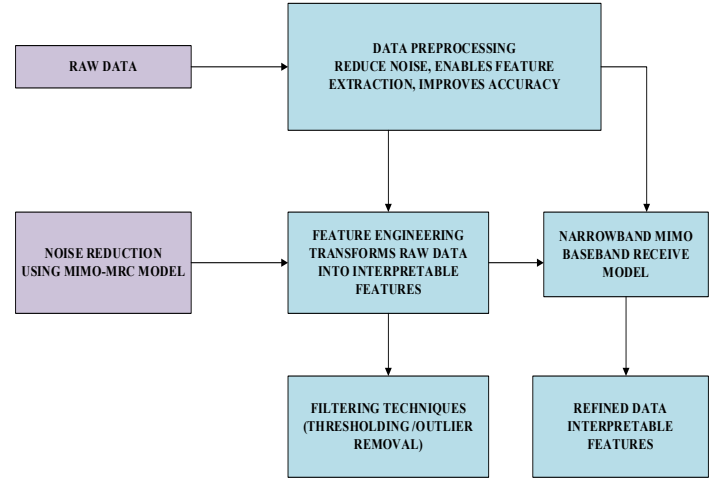 RAW DATA
DATA PREPROCESSING
REDUCE NOISE, ENABLES FEATURE
EXTRACTION, IMPROVES ACCURACY
NOISE REDUCTION
USING MIMO-MRC MODEL
FEATURE ENGINEERING
TRANSFORMS RAW DATA
INTO INTERPRETABLE
FEATURES
NARROWBAND MIMO
BASEBAND RECEIVE
MODEL
FILTERING TECHNIQUES
(THRESHOLDING /OUTLIER
REMOVAL)
REFINED DATA
INTERPRETABLE
FEATURES